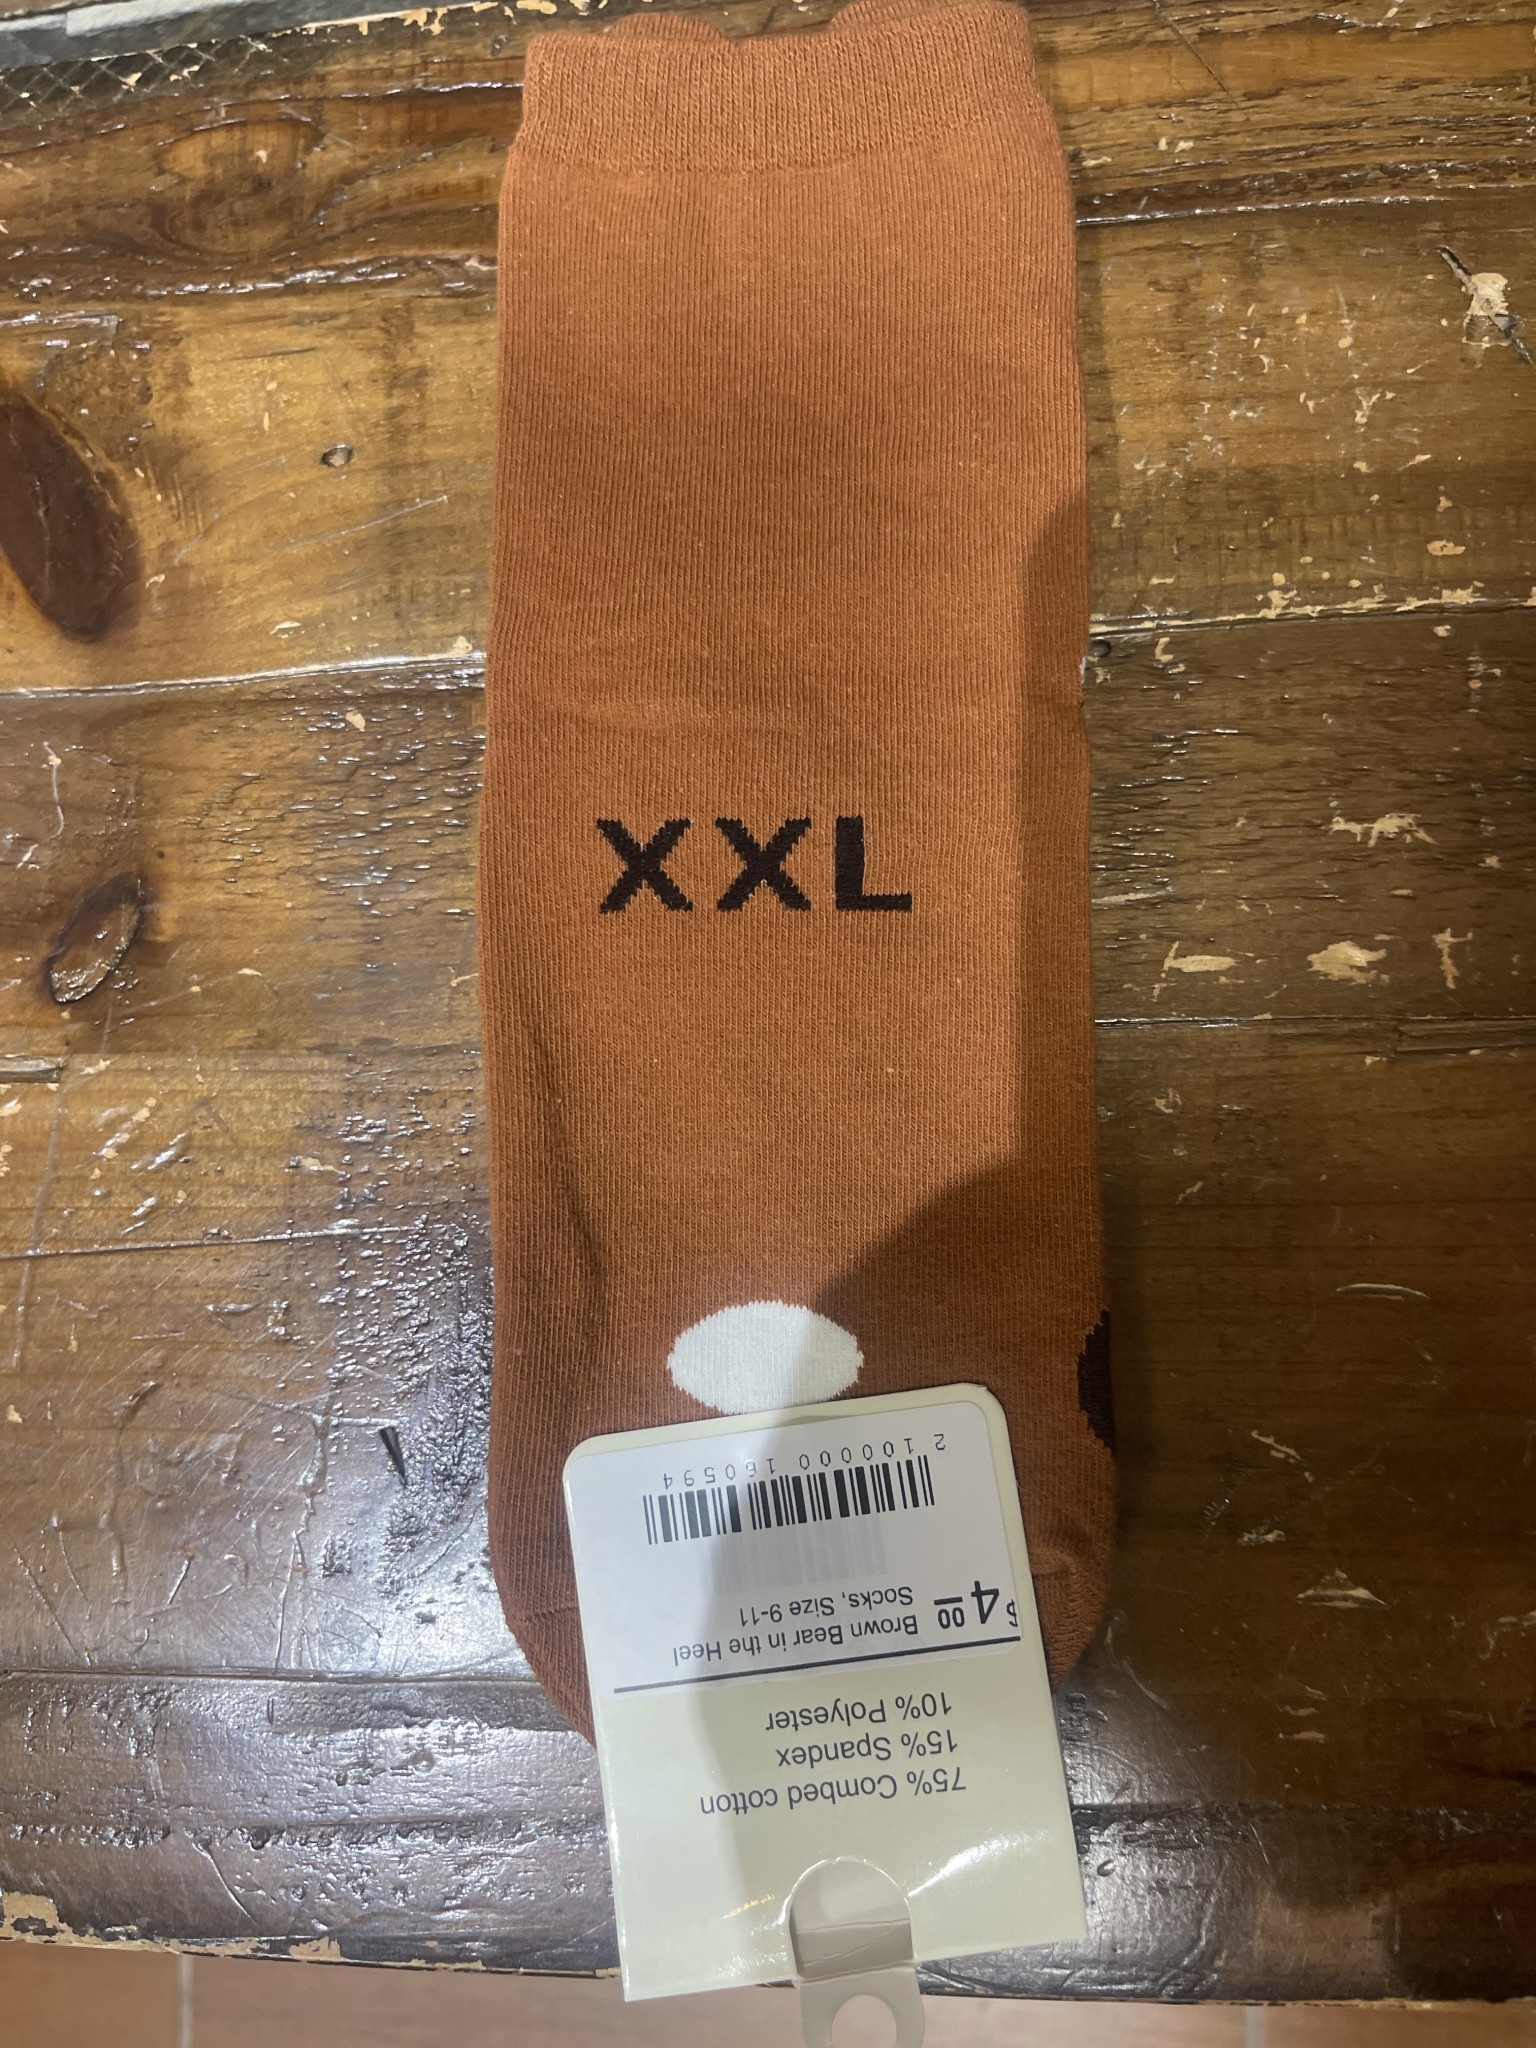 XXL
75% Combed cotton
15% Spandex
10% Polyester
$4.00 Brown Bear in the Heel
Socks, Size 9-11
2 100000 160594